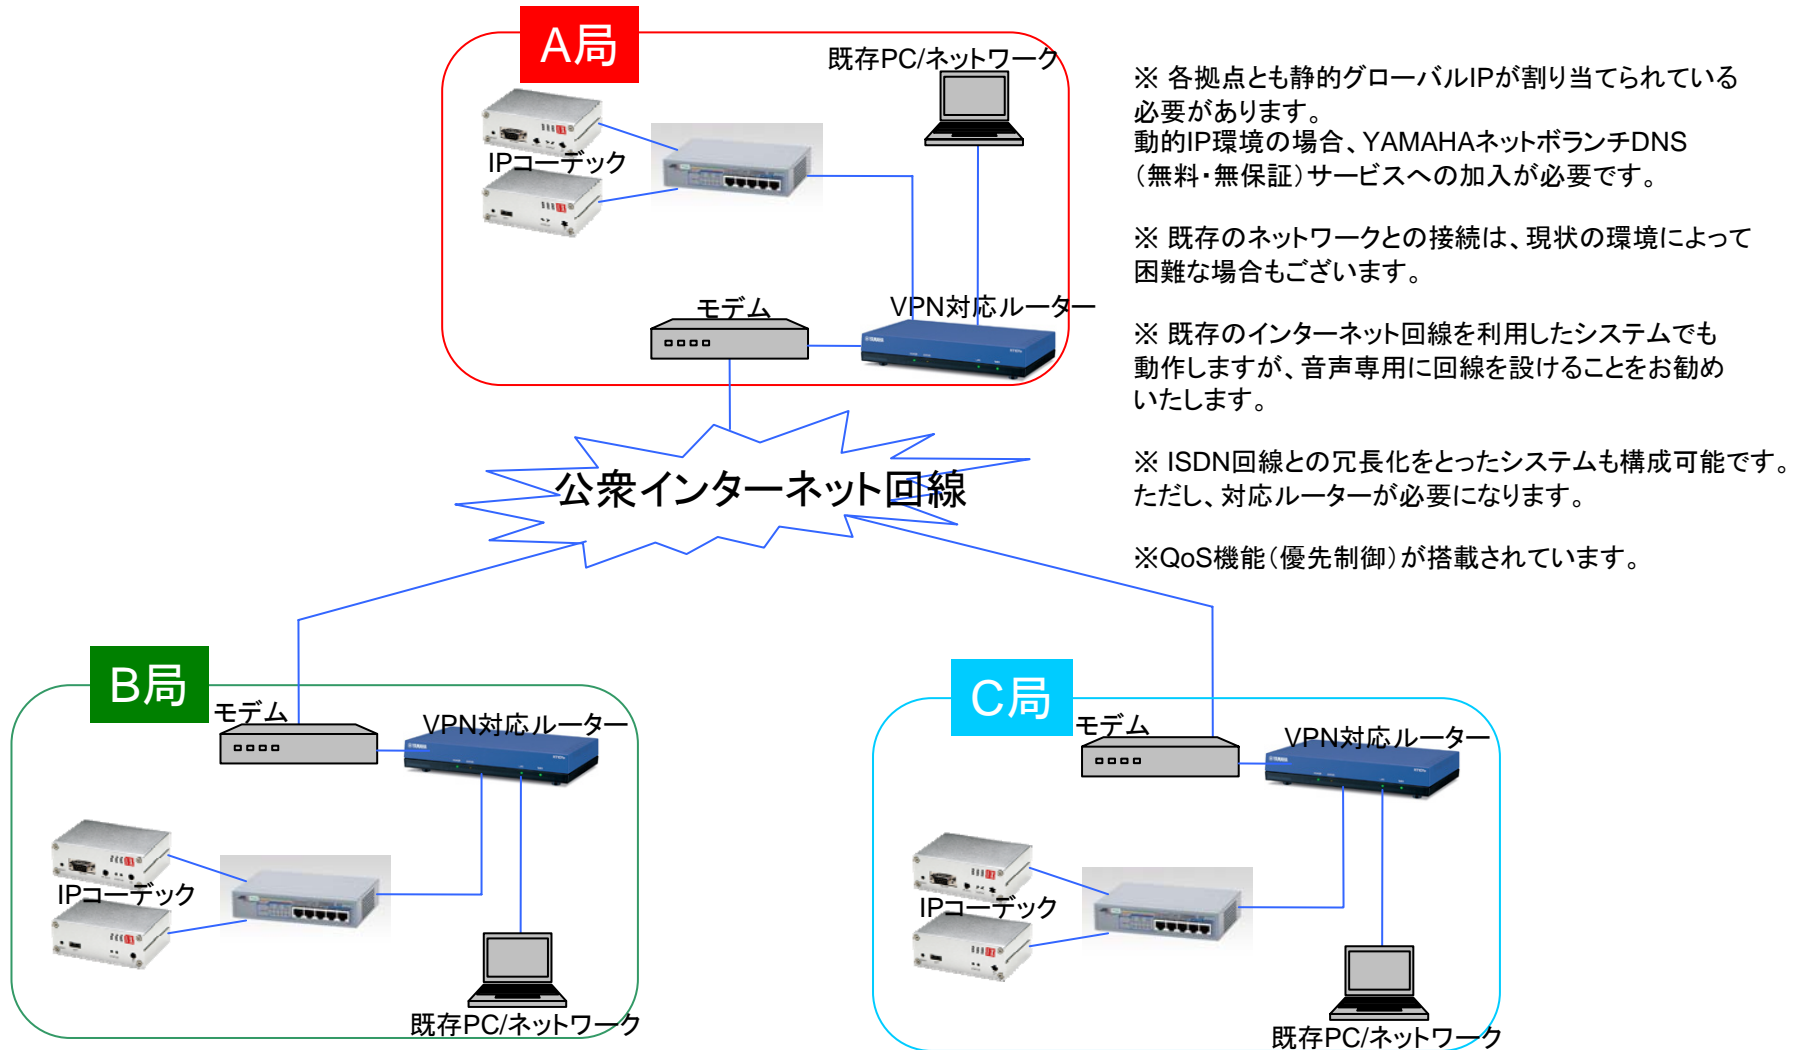 A局
既存PC/ネットワーク
IPコーデック
モデム
VPN対応ルーター
YAMAHA
※ 各拠点とも静的グローバルIPが割り当てられている
必要があります。
動的IP環境の場合、YAMAHAネットボランチDNS
（無料・無保証）サービスへの加入が必要です。
※ 既存のネットワークとの接続は、現状の環境によって
困難な場合もございます。
※ 既存のインターネット回線を利用したシステムでも
動作しますが、音声専用に回線を設けることをお勧め
いたします。
※ ISDN回線との冗長化をとったシステムも構成可能です。
ただし、対応ルーターが必要になります。
※QoS機能（優先制御）が搭載されています。
公衆インターネット回線
B局
モデム
VPN対応ルーター
YAMAHA
IPコーデック
既存PC/ネットワーク
C局
モデム
VPN対応ルーター
YAMAHA
IPコーデック
既存PC/ネットワーク